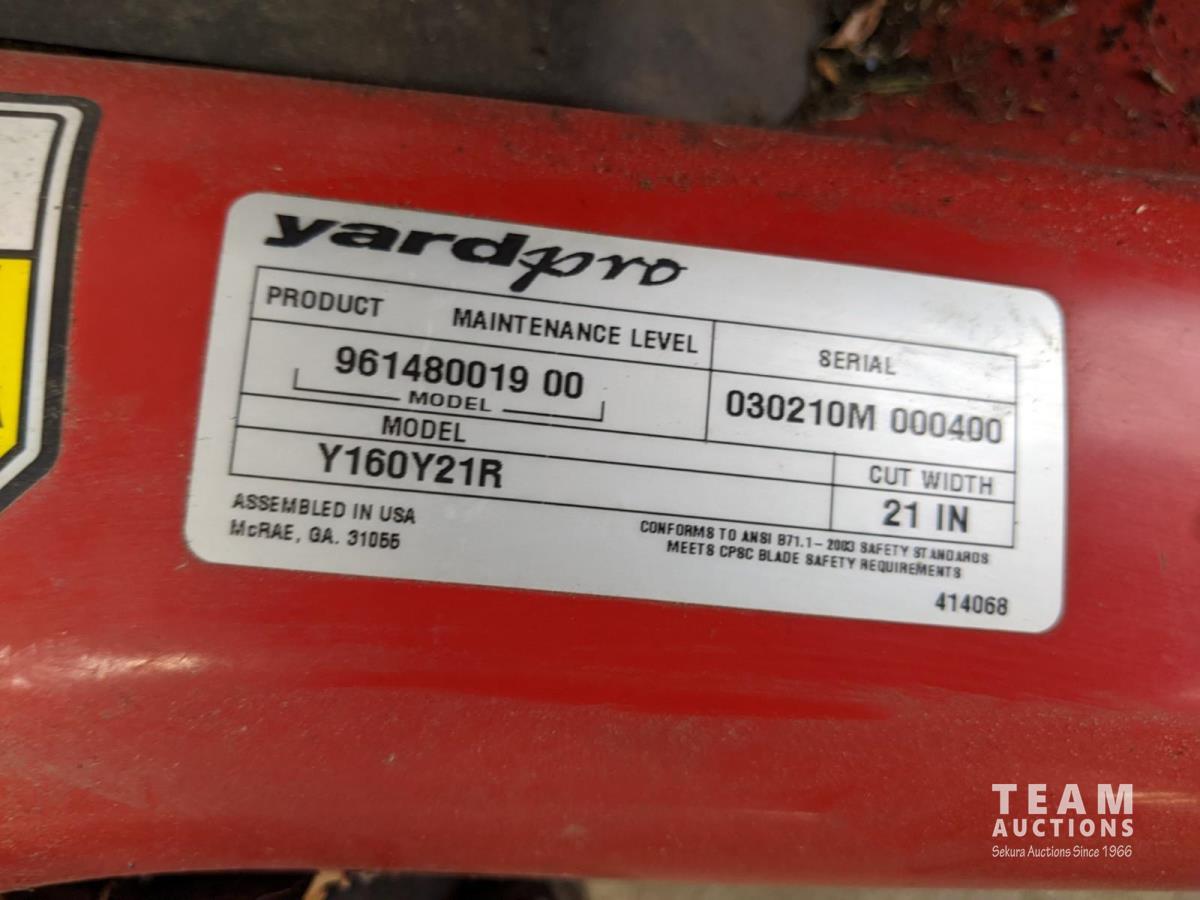 yardpro
PRODUCT MAINTENANCE LEVEL
SERIAL
961480019 00
MODEL
030210M 000400
MODEL
Y160Y21R
CUT WIDTH
21 IN
ASSEMBLED IN USA
McRAE, GA. 31055
CONFORMS TO ANSI B71.1-2003 SAFETY STANDARDS
MEETS CPSC BLADE SAFETY REQUIREMENTS
414068
TEAM
AUCTIONS
Sekura Auctions Since 1966